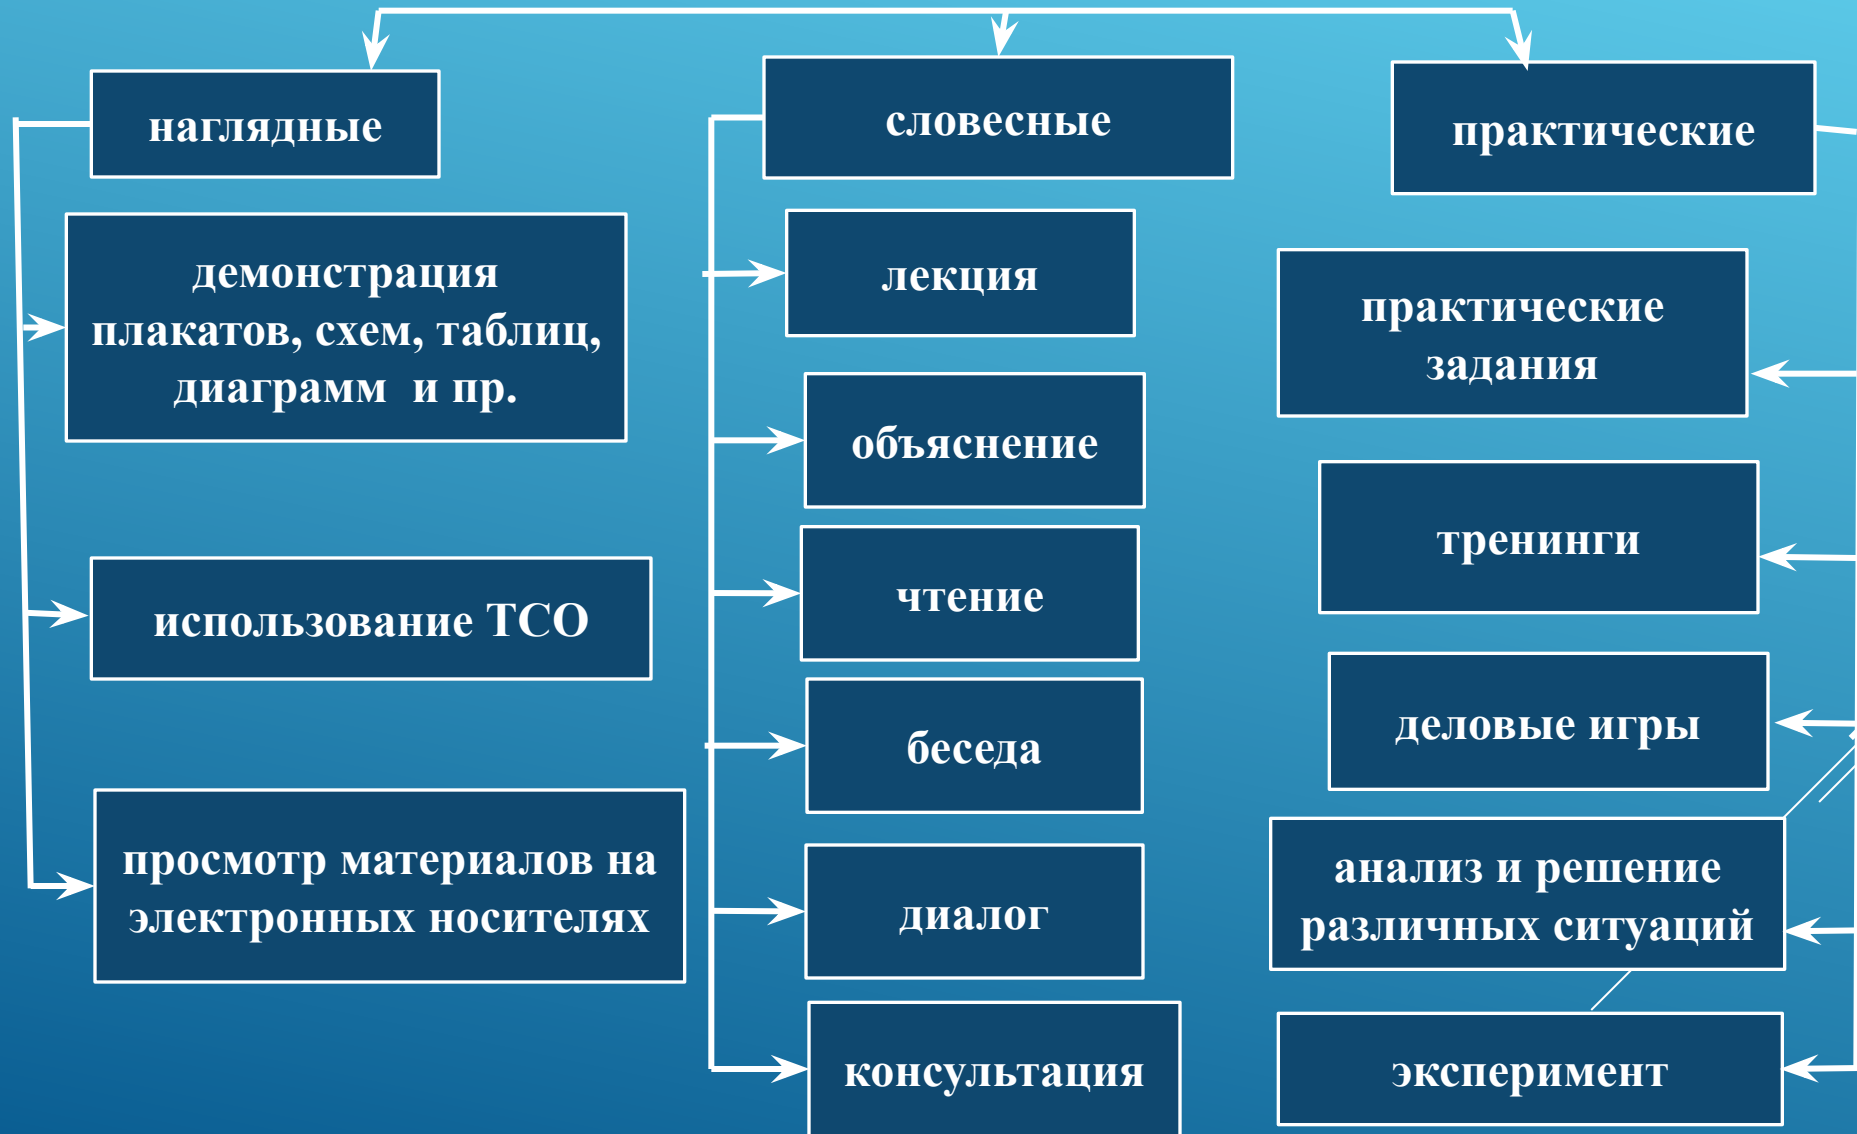 наглядные
демонстрация
плакатов, схем, таблиц,
диаграмм и пр.
использование ТСО
просмотр материалов на
электронных носителях
словесные
лекция
объяснение
чтение
беседа
диалог
консультация
практические
практические
задания
тренинги
деловые игры
анализ и решение
различных ситуаций
эксперимент